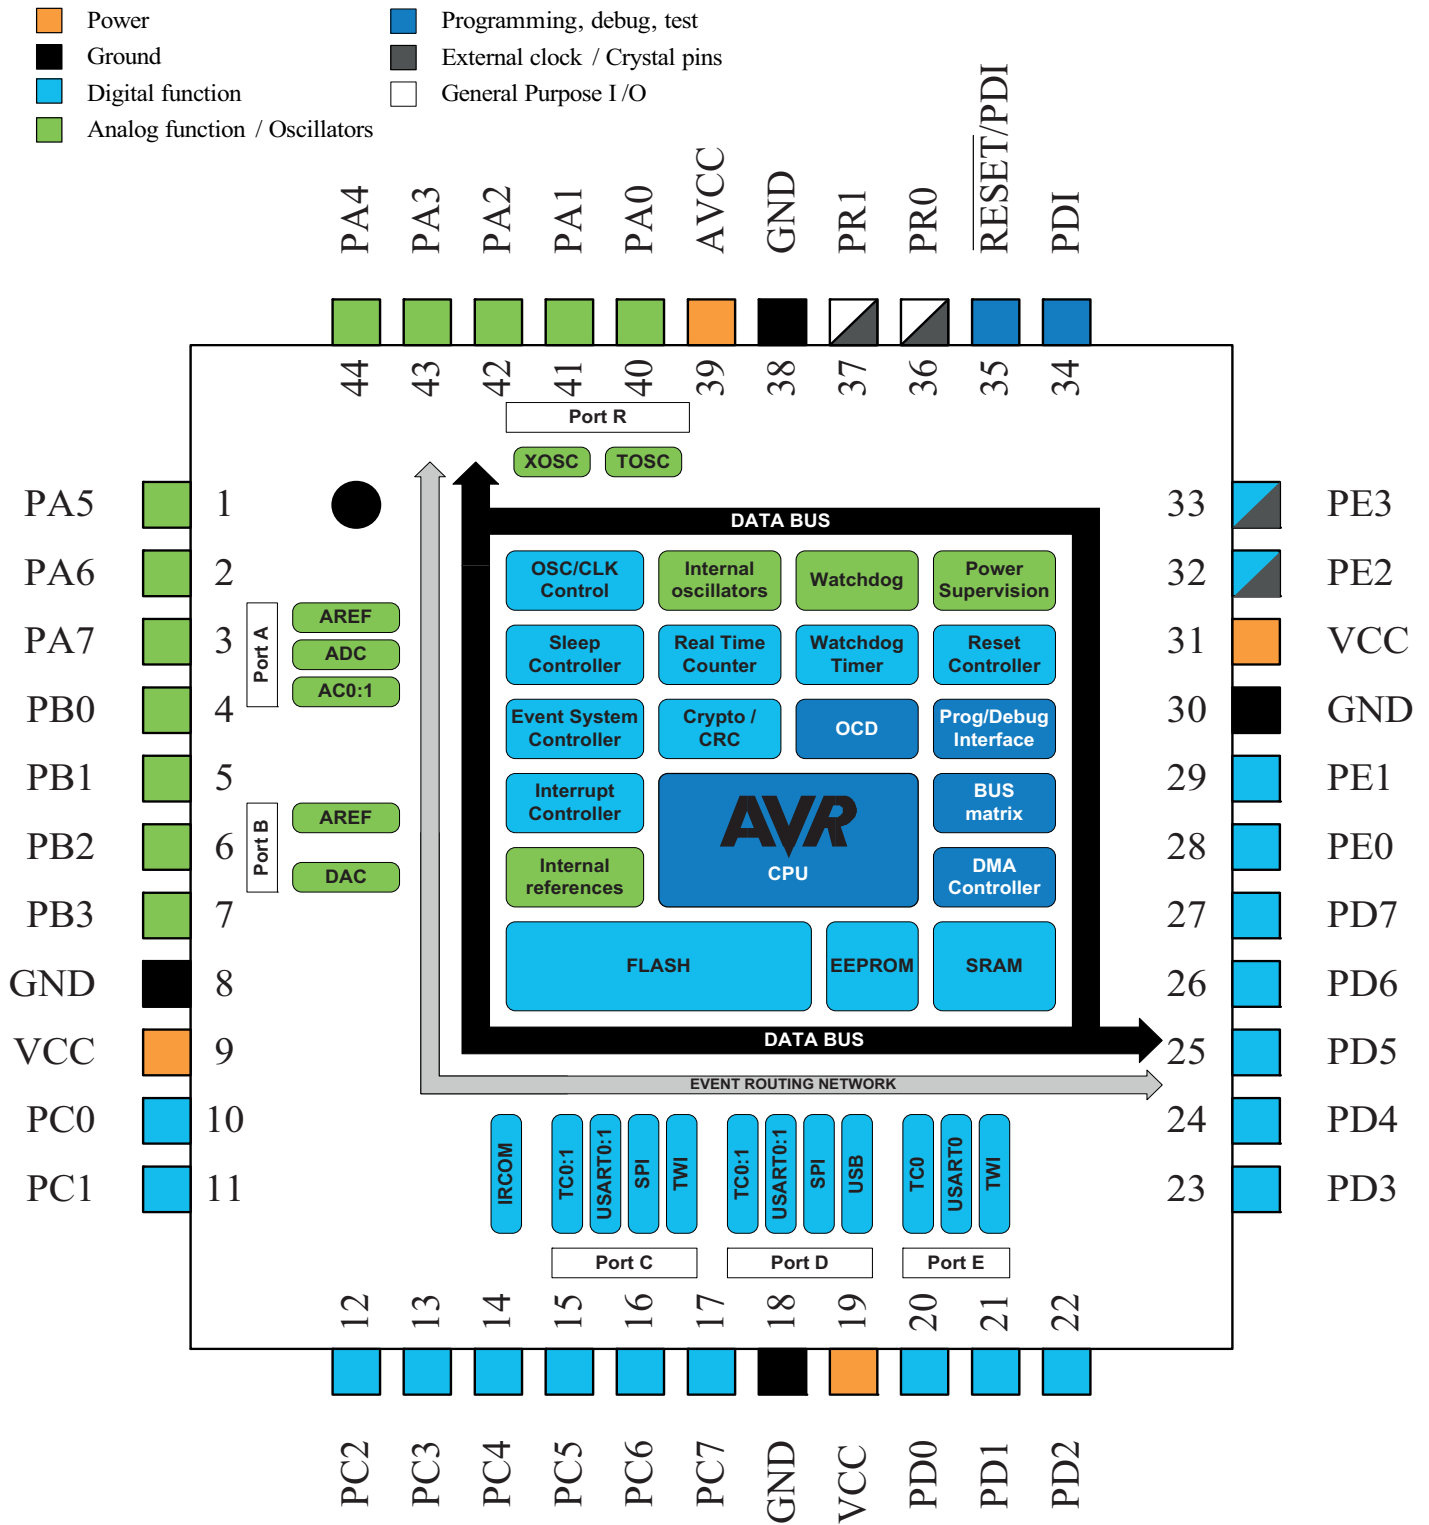 Power
Ground
Digital function
Analog function / Oscillators
Programming, debug, test
External clock / Crystal pins
General Purpose I /O
PA4
PA3
PA2
PA1
PA0
AVCC
GND
PR1
PR0
RESET/PDI
PDI
44
43
42
41
40
39
38
37
36
35
34
Port R
XOSC
TOSC
PA5
1
PA6
2
PA7
3
PB0
4
PB1
5
PB2
6
PB3
7
GND
8
VCC
9
PC0
10
PC1
11
Port A
AREF
ADC
AC0:1
Port B
AREF
DAC
DATA BUS
OSC/CLK
Control
Internal
oscillators
Watchdog
Power
Supervision
Sleep
Controller
Real Time
Counter
Watchdog
Timer
Reset
Controller
Event System
Controller
Crypto /
CRC
OCD
Prog/Debug
Interface
Interrupt
Controller
AVR
CPU
BUS
matrix
Internal
references
DMA
Controller
FLASH
EEPROM
SRAM
DATA BUS
EVENT ROUTING NETWORK
33
PE3
32
PE2
31
VCC
30
GND
29
PE1
28
PE0
27
PD7
26
PD6
25
PD5
24
PD4
23
PD3
IRCOM
TC0:1
USART0:1
SPI
TWI
TC0:1
USART0:1
SPI
USB
TC0
USART0
TWI
Port C
Port D
Port E
12
13
14
15
16
17
18
19
20
21
22
PC2
PC3
PC4
PC5
PC6
PC7
GND
VCC
PD0
PD1
PD2